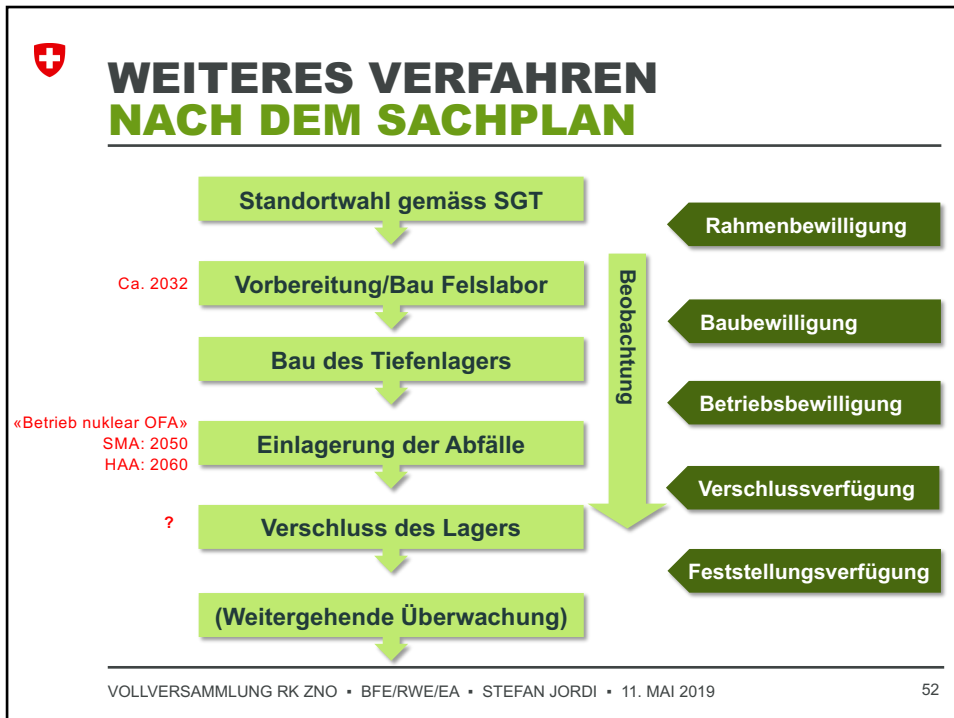 WEITERES VERFAHREN
NACH DEM SACHPLAN
Standortwahl gemäss SGT
Rahmenbewilligung
Ca. 2032
Vorbereitung/Bau Felslabor
Beobachtung
Baubewilligung
Bau des Tiefenlagers
Betriebsbewilligung
«Betrieb nuklear OFA»
SMA: 2050
HAA: 2060
Einlagerung der Abfälle
Verschlussverfügung
?
Verschluss des Lagers
Feststellungsverfügung
(Weitergehende Überwachung)
VOLLVERSAMMLUNG RK ZNO ▪ BFE/RWE/EA ▪ STEFAN JORDI ▪ 11. MAI 2019
52